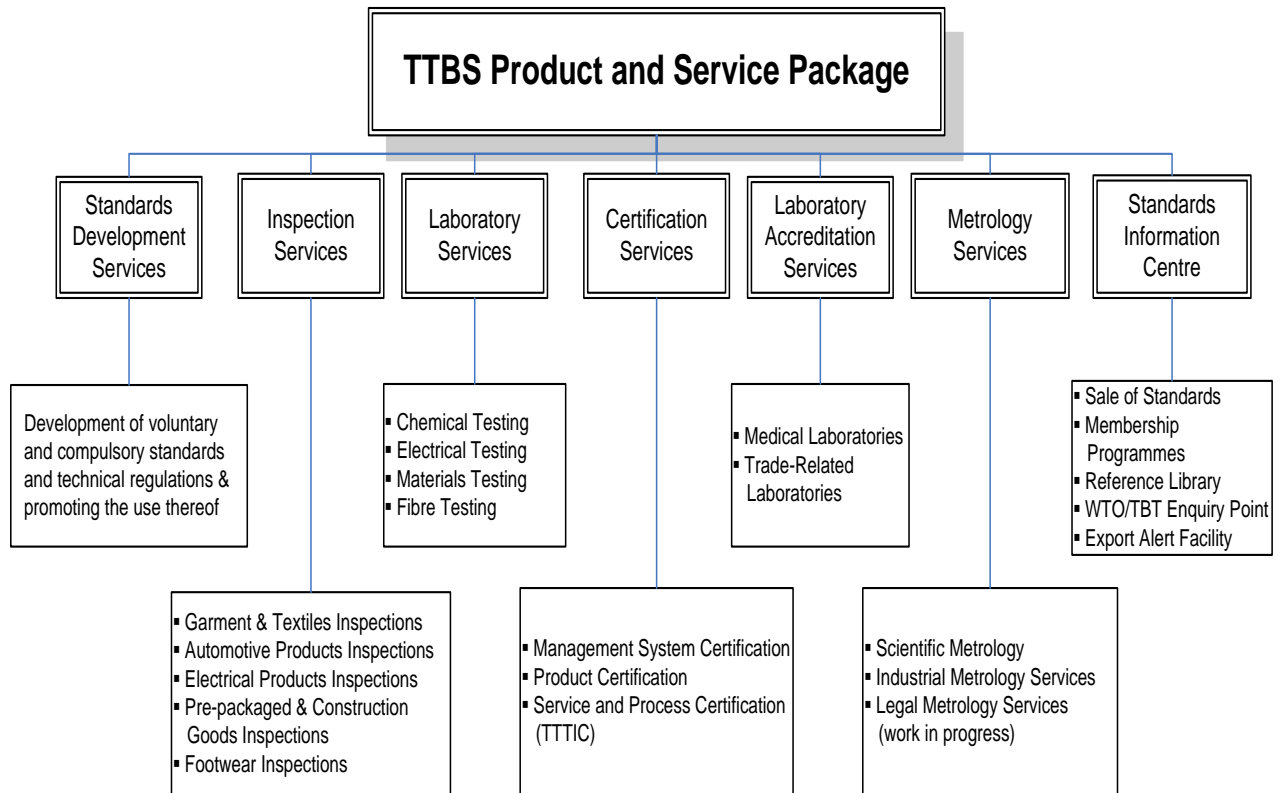 TTBS Product and Service Package
Standards
Development
Services
Inspection
Services
Laboratory
Services
Certification
Services
Laboratory
Accreditation
Services
Metrology
Services
Standards
Information
Centre
Development of voluntary
and compulsory standards
and technical regulations &
promoting the use thereof
▪ Chemical Testing
▪ Electrical Testing
▪ Materials Testing
▪ Fibre Testing
▪ Medical Laboratories
▪ Trade-Related
Laboratories
▪ Sale of Standards
▪ Membership
Programmes
▪ Reference Library
▪ WTO/TBT Enquiry Point
▪ Export Alert Facility
▪ Garment & Textiles Inspections
▪ Automotive Products Inspections
▪ Electrical Products Inspections
▪ Pre-packaged & Construction
Goods Inspections
▪ Footwear Inspections
▪ Management System Certification
▪ Product Certification
▪ Service and Process Certification
(TTTIC)
▪ Scientific Metrology
▪ Industrial Metrology Services
▪ Legal Metrology Services
(work in progress)